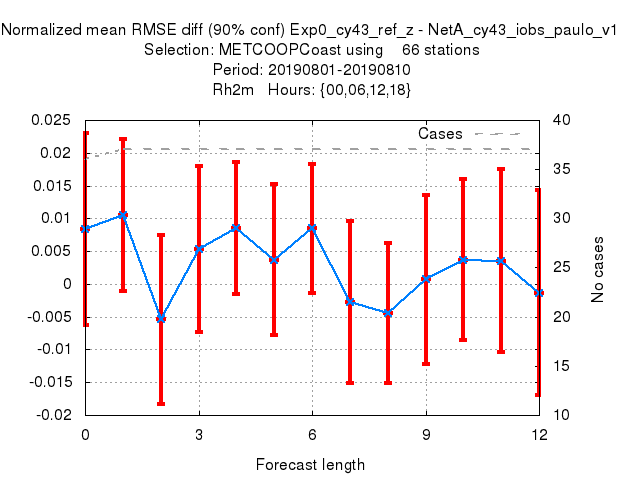 Normalized mean RMSE diff (90% conf) Exp0_cy43_ref_z - NetA_cy43_iobs_paulo_v1
Selection: METCOOPCoast using 66 stations
Period: 20190801-20190810
Rh2m Hours: {00,06,12,18}
Cases
0.025
0.02
0.015
0.01
0.005
0
-0.005
-0.01
-0.015
-0.02
40
35
30
25
20
15
10
No cases
0 3 6 9 12
Forecast length